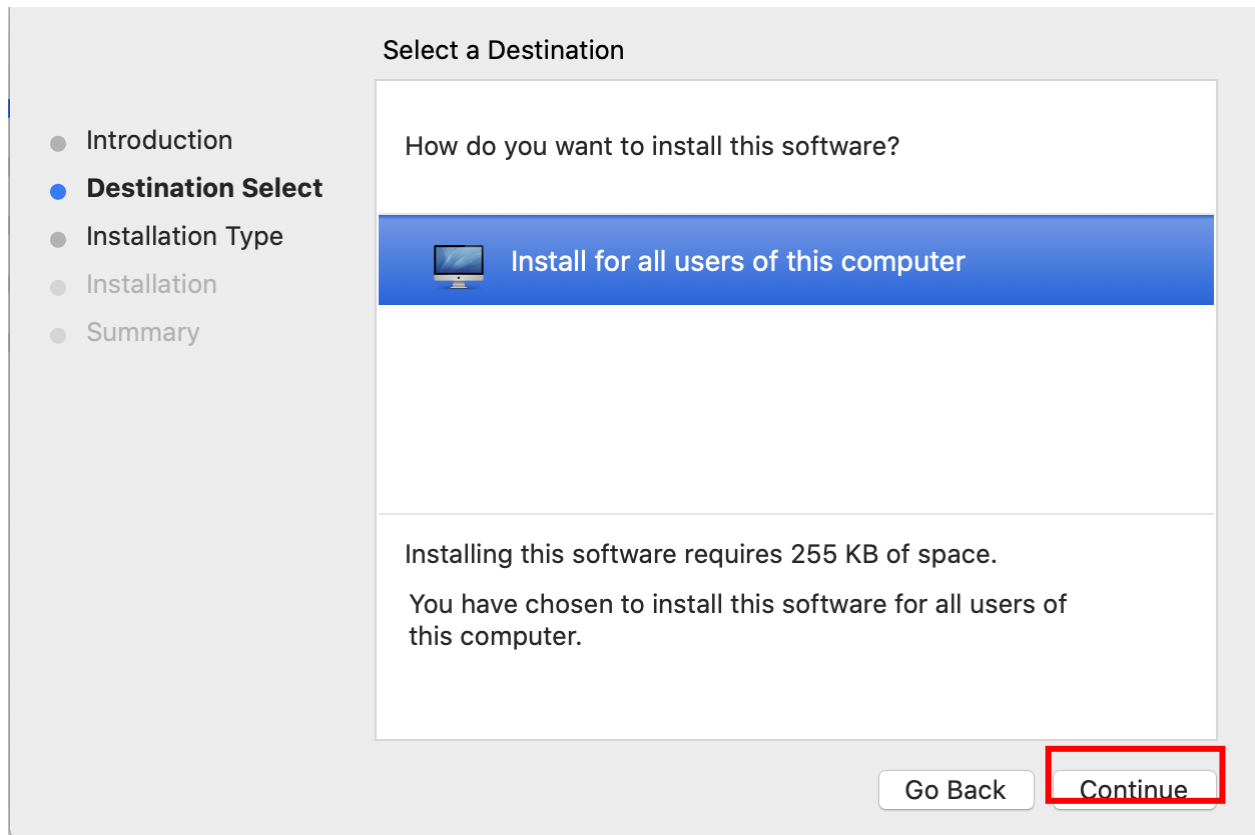 Select a Destination
Introduction
Destination Select
Installation Type
Installation
Summary
How do you want to install this software?
Install for all users of this computer
Installing this software requires 255 KB of space.
You have chosen to install this software for all users of
this computer.
Go Back
Continue